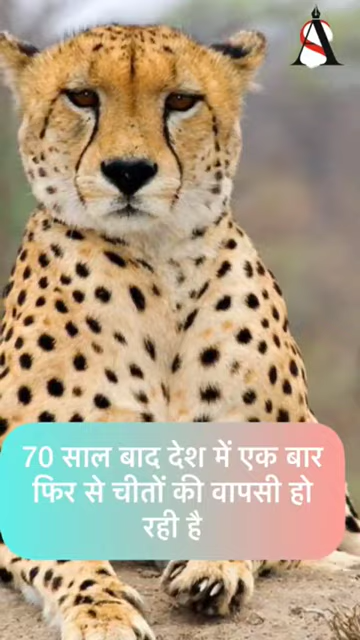 70 साल बाद देश में एक बार
फिर से चीतों की वापसी हो
रही है